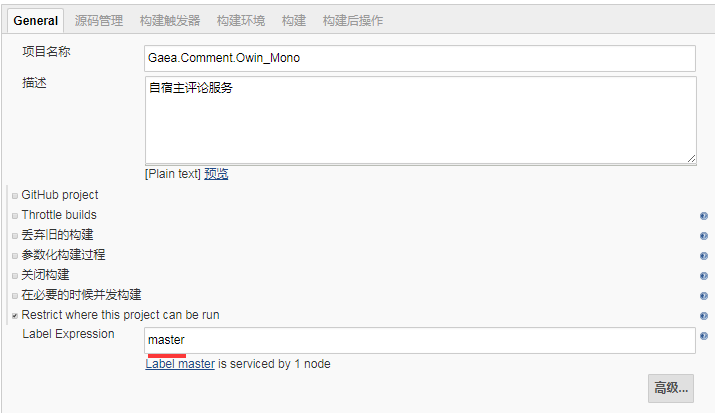 General 源码管理 构建触发器 构建环境 构建 构建后操作
项目名称 Gaea.Comment.Owin_Mono
描述 自宿主评论服务
[Plain text] 预览
GitHub project
Throttle builds
丢弃旧的构建
参数化构建过程
关闭构建
在必要的时候并发构建
Restrict where this project can be run
Label Expression master
Label master is serviced by 1 node
高级...